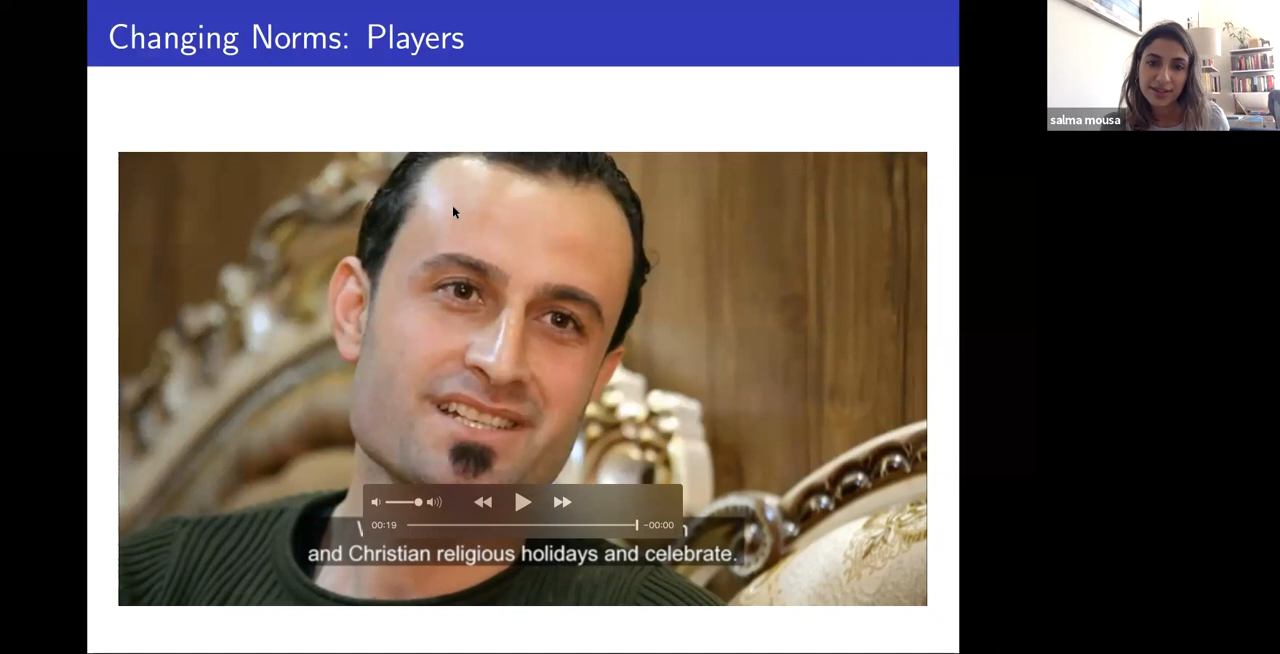 Changing Norms: Players
salma mousa
00:19
-00:00
and Christian religious holidays and celebrate.